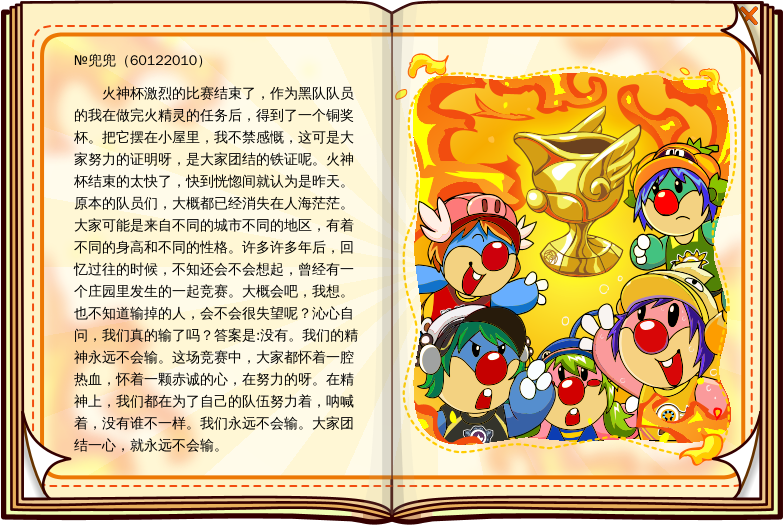 №兜兜（60122010）
火神杯激烈的比赛结束了，作为黑队队员
的我在做完火精灵的任务后，得到了一个铜奖
杯。把它摆在小屋里，我不禁感慨，这可是大
家努力的证明呀，是大家团结的铁证呢。火神
杯结束的太快了，快到恍惚间就认为是昨天。
原本的队员们，大概都已经消失在人海茫茫。
大家可能是来自不同的城市不同的地区，有着
不同的身高和不同的性格。许多许多年后，回
忆过往的时候，不知还会不会想起，曾经有一
个庄园里发生的一起竞赛。大概会吧，我想。
也不知道输掉的人，会不会很失望呢？沁心自
问，我们真的输了吗？答案是:没有。我们的精
神永远不会输。这场竞赛中，大家都怀着一腔
热血，怀着一颗赤诚的心，在努力的呀。在精
神上，我们都在为了自己的队伍努力着，呐喊
着，没有谁不一样。我们永远不会输。大家团
结一心，就永远不会输。